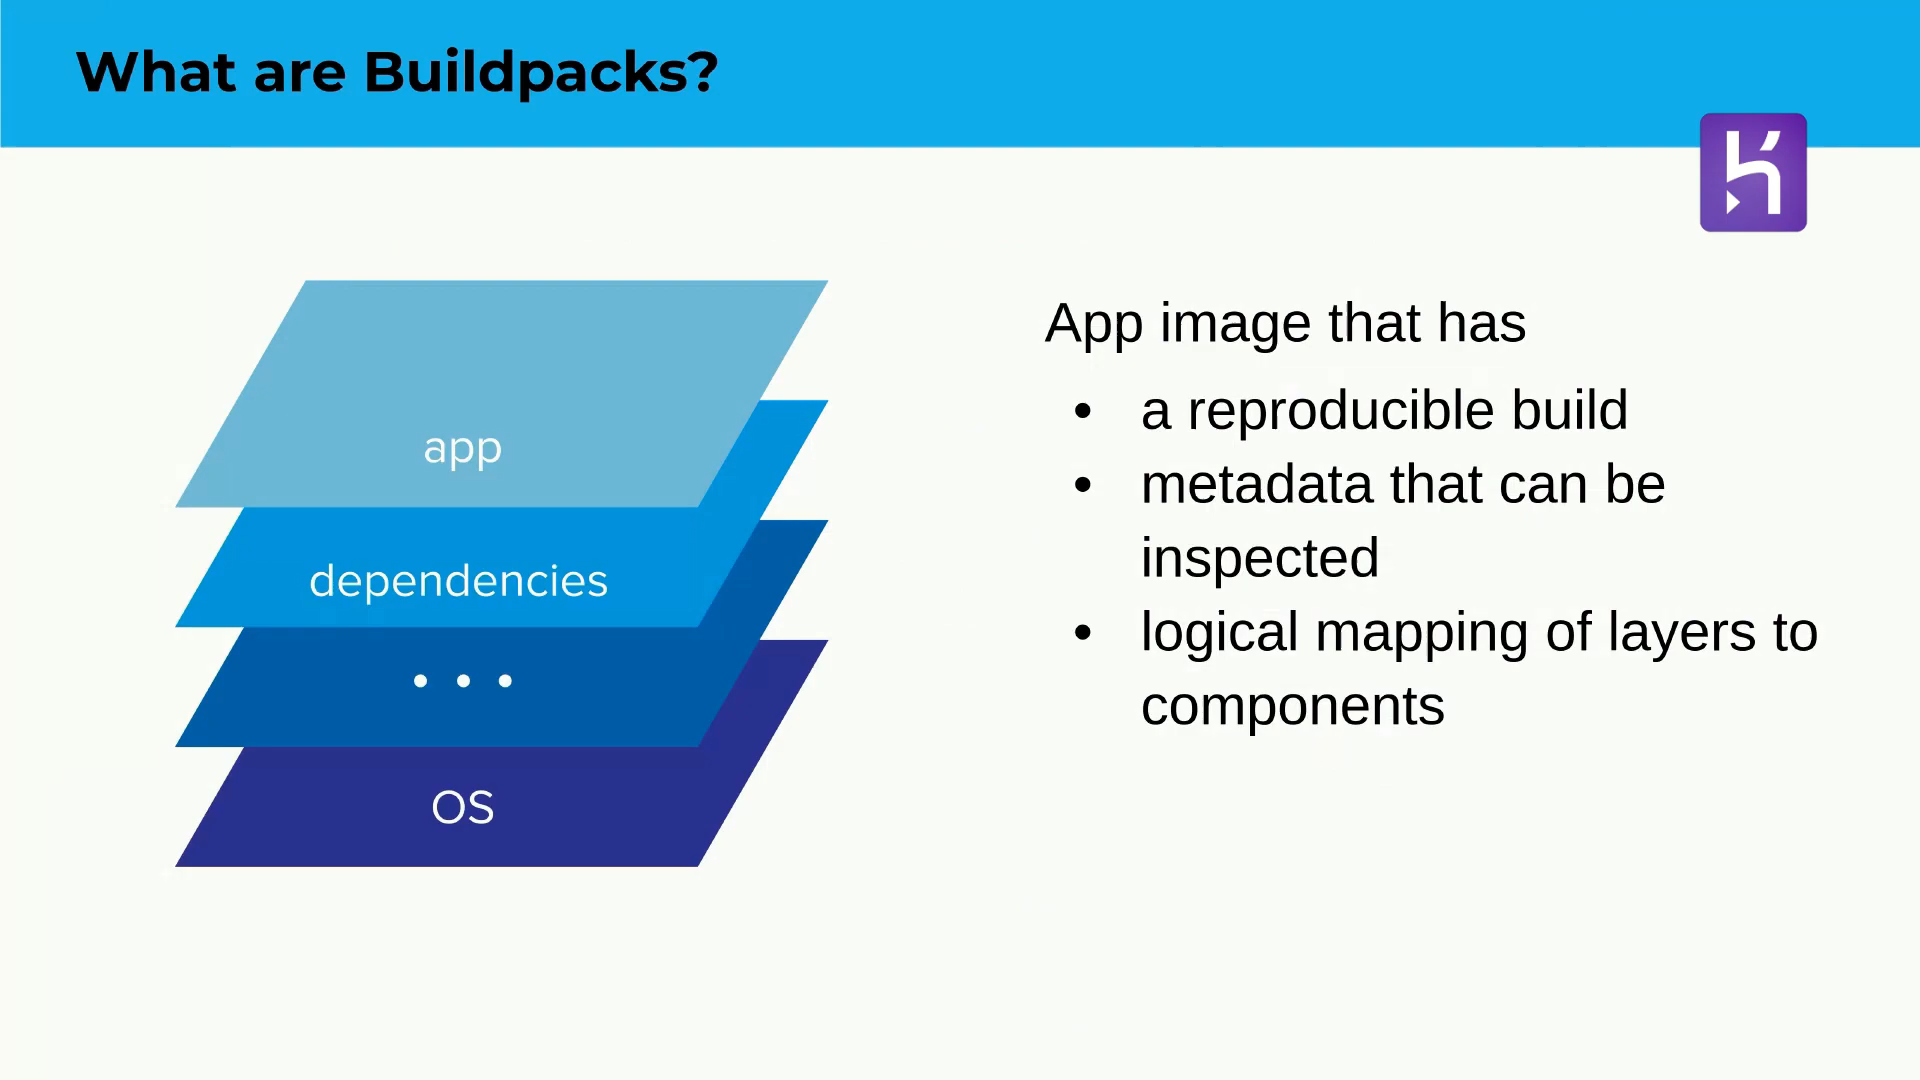 What are Buildpacks?
app
dependencies
• • •
OS
App image that has
• a reproducible build
• metadata that can be
inspected
• logical mapping of layers to
components